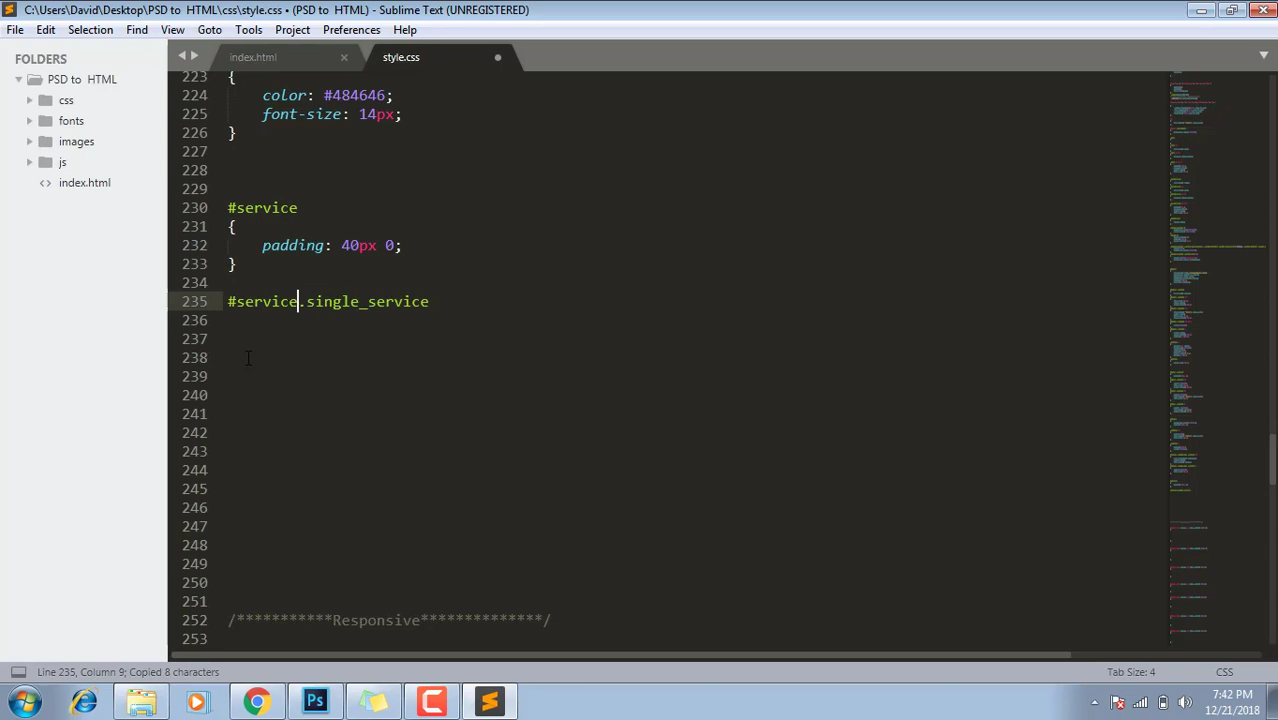 C:\Users\David\Desktop\PSD to HTML\css\style.css • (PSD to HTML) - Sublime Text (UNREGISTERED)
File Edit Selection Find View Goto Tools Project Preferences Help
FOLDERS
PSD to HTML
css
fonts
images
js
index.html
index.html style.css
223 {
224 color: #484646;
225 font-size: 14px;
226 }
227
228
229
230 #service
231 {
232 padding: 40px 0;
233 }
234
235 #service.single_service
236
237
238
239
240
241
242
243
244
245
246
247
248
249
250
251
252 /***********Responsive**************/
253
Line 235, Column 9; Copied 8 characters
Tab Size: 4 CSS
Ps
7:42 PM
12/21/2018